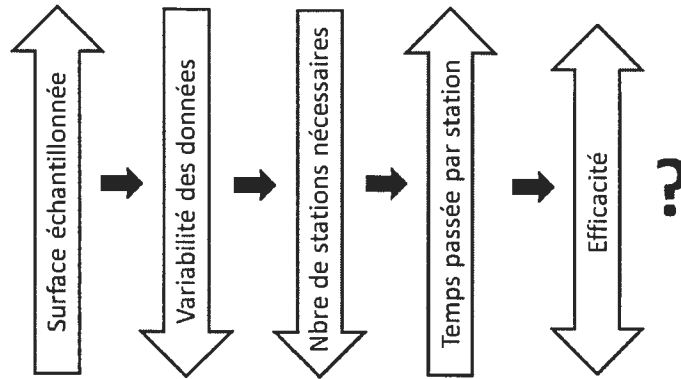 Surface échantillonnée
Variabilité des données
Nbre de stations nécessaires
Temps passée par station
Efficacité
?